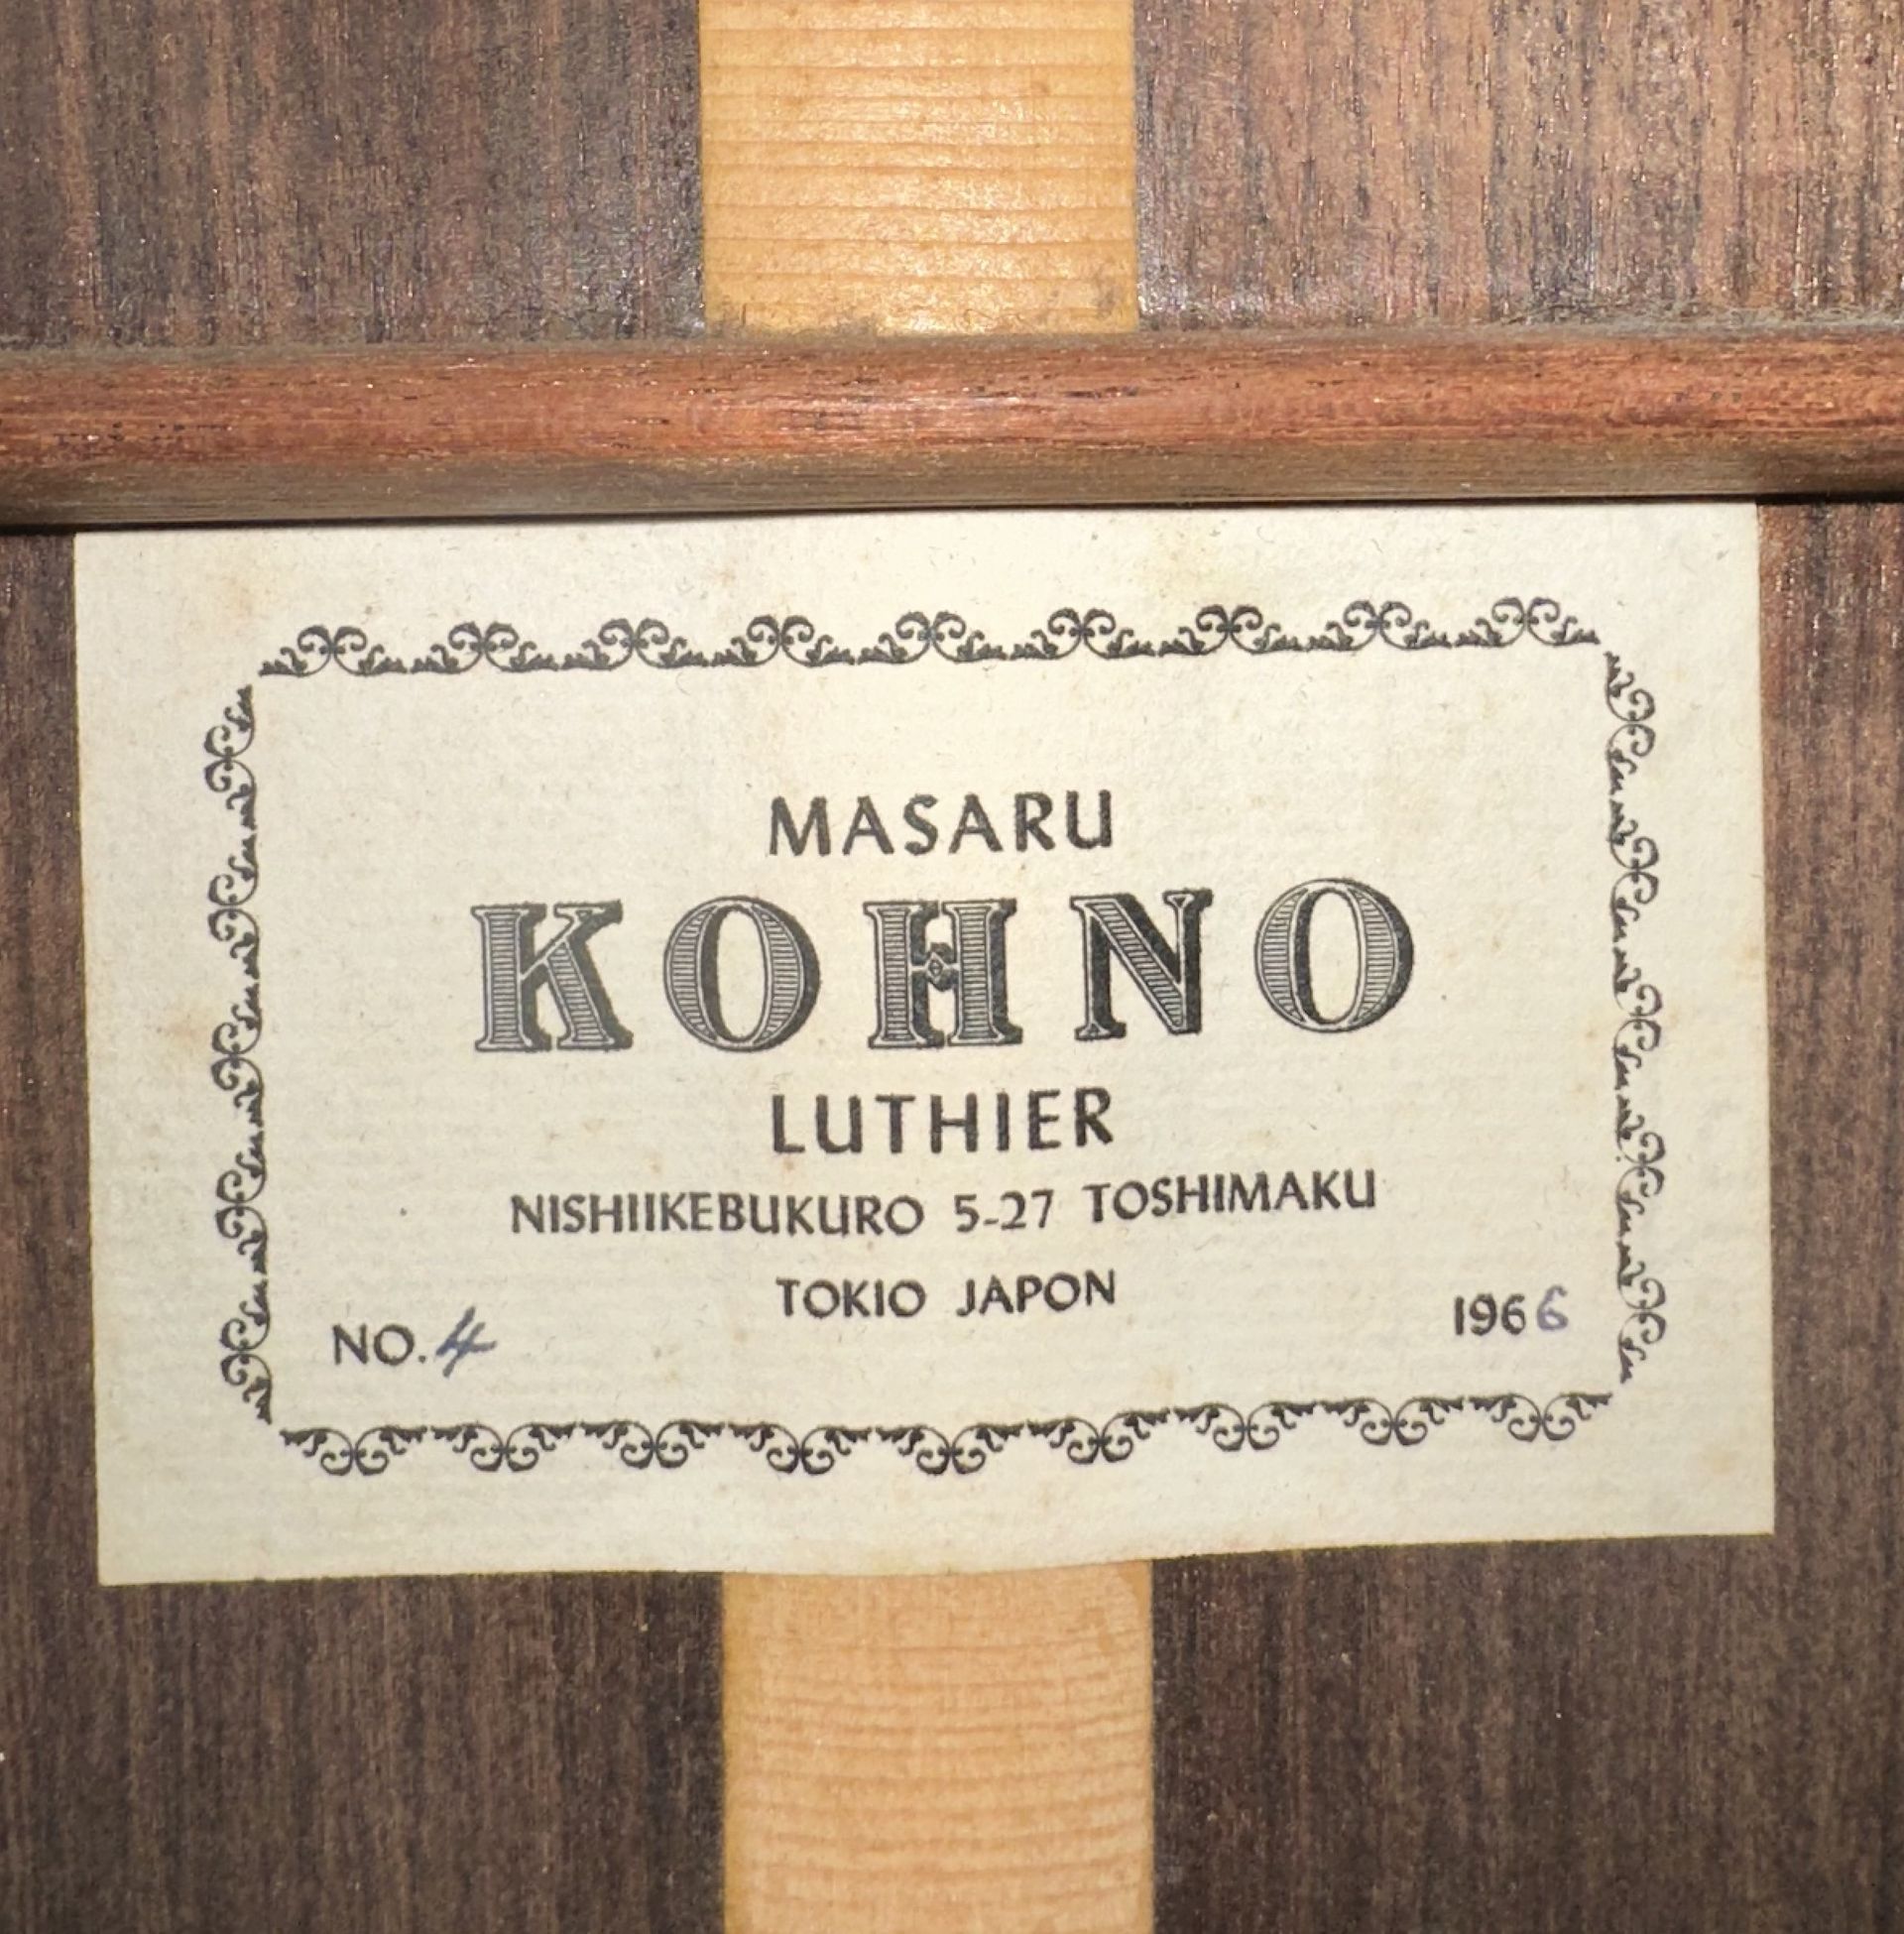 MASARU
KOHNO
LUTHIER
NISHIIKEBUKURO 5-27 TOSHIMAKU
TOKIO JAPON
NO. 4 1966